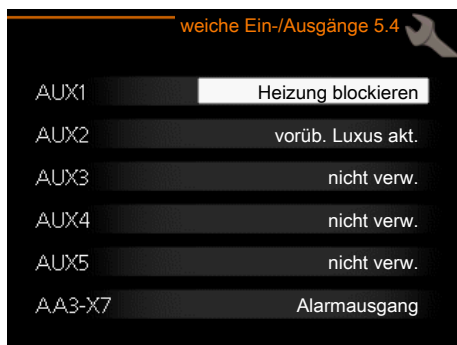 weiche Ein-/Ausgänge 5.4
AUX1 Heizung blockieren
AUX2 vorüb. Luxus akt.
AUX3 nicht verw.
AUX4 nicht verw.
AUX5 nicht verw.
AA3-X7 Alarmausgang